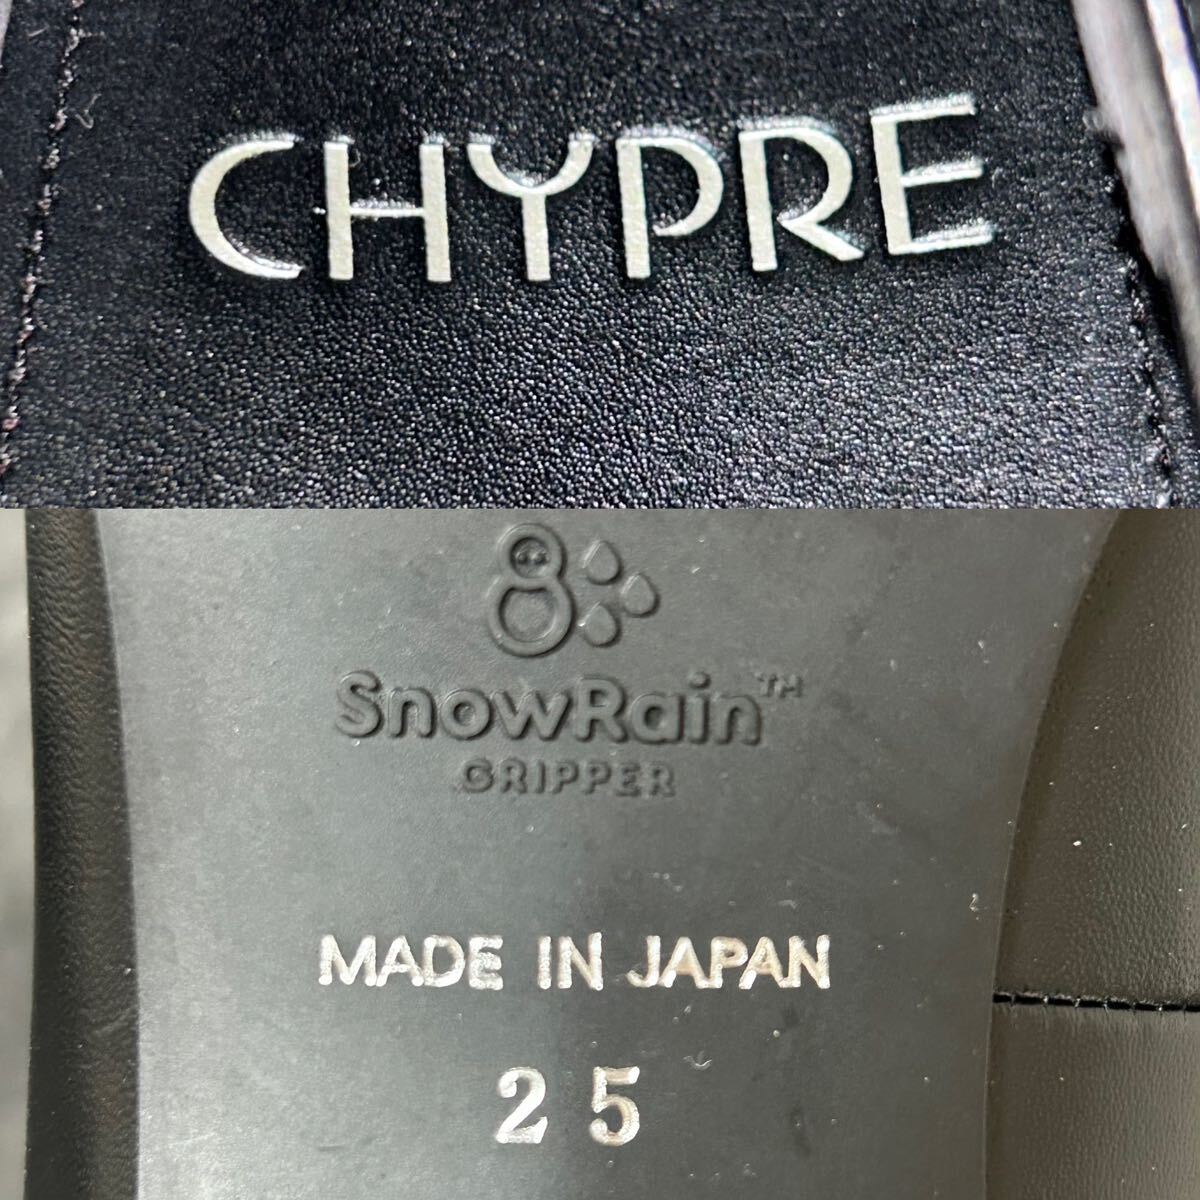 CHYPRE
SnowRain™
GRIPPER
MADE IN JAPAN
25